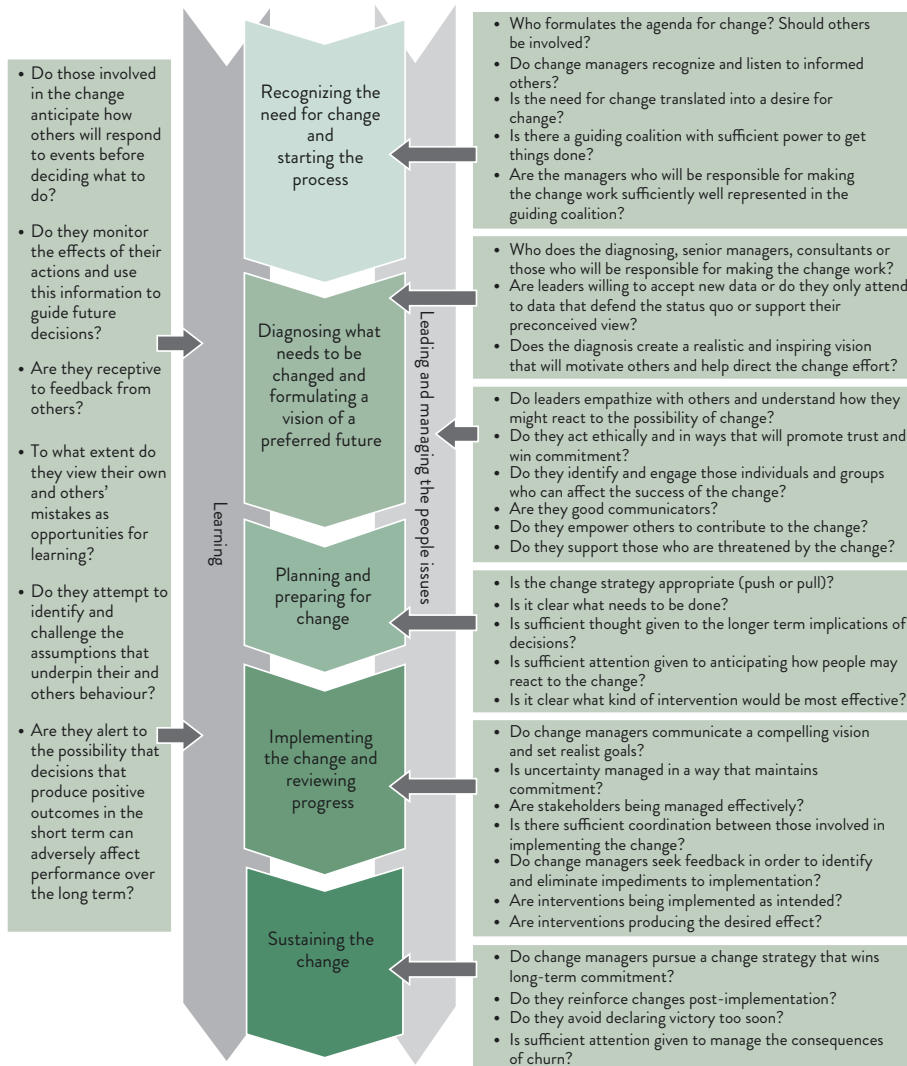 • Do those involved
in the change
anticipate how
others will respond
to events before
deciding what to
do?
• Do they monitor
the effects of their
actions and use
this information to
guide future
decisions?
• Are they receptive
to feedback from
others?
• To what extent do
they view their own
and others’
mistakes as
opportunities for
learning?
• Do they attempt to
identify and
challenge the
assumptions that
underpin their and
others behaviour?
• Are they alert to
the possibility that
decisions that
produce positive
outcomes in the
short term can
adversely affect
performance over
the long term?
Learning
Recognizing the
need for change
and
starting the
process
Diagnosing what
needs to be
changed and
formulating a
vision of a
preferred future
Planning and
preparing for
change
Implementing
the change and
reviewing
progress
Sustaining the
change
Leading and managing the people issues
• Who formulates the agenda for change? Should others
be involved?
• Do change managers recognize and listen to informed
others?
• Is the need for change translated into a desire for
change?
• Is there a guiding coalition with sufficient power to get
things done?
• Are the managers who will be responsible for making
the change work sufficiently well represented in the
guiding coalition?
• Who does the diagnosing, senior managers, consultants or
those who will be responsible for making the change work?
• Are leaders willing to accept new data or do they only attend
to data that defend the status quo or support their
preconceived view?
• Does the diagnosis create a realistic and inspiring vision
that will motivate others and help direct the change effort?
• Do leaders empathize with others and understand how they
might react to the possibility of change?
• Do they act ethically and in ways that will promote trust and
win commitment?
• Do they identify and engage those individuals and groups
who can affect the success of the change?
• Are they good communicators?
• Do they empower others to contribute to the change?
• Do they support those who are threatened by the change?
• Is the change strategy appropriate (push or pull)?
• Is it clear what needs to be done?
• Is sufficient thought given to the longer term implications of
decisions?
• Is sufficient attention given to anticipating how people may
react to the change?
• Is it clear what kind of intervention would be most effective?
• Do change managers communicate a compelling vision
and set realist goals?
• Is uncertainty managed in a way that maintains
commitment?
• Are stakeholders being managed effectively?
• Is there sufficient coordination between those involved in
implementing the change?
• Do change managers seek feedback in order to identify
and eliminate impediments to implementation?
• Are interventions being implemented as intended?
• Are interventions producing the desired effect?
• Do change managers pursue a change strategy that wins
long-term commitment?
• Do they reinforce changes post-implementation?
• Do they avoid declaring victory too soon?
• Is sufficient attention given to manage the consequences
of churn?